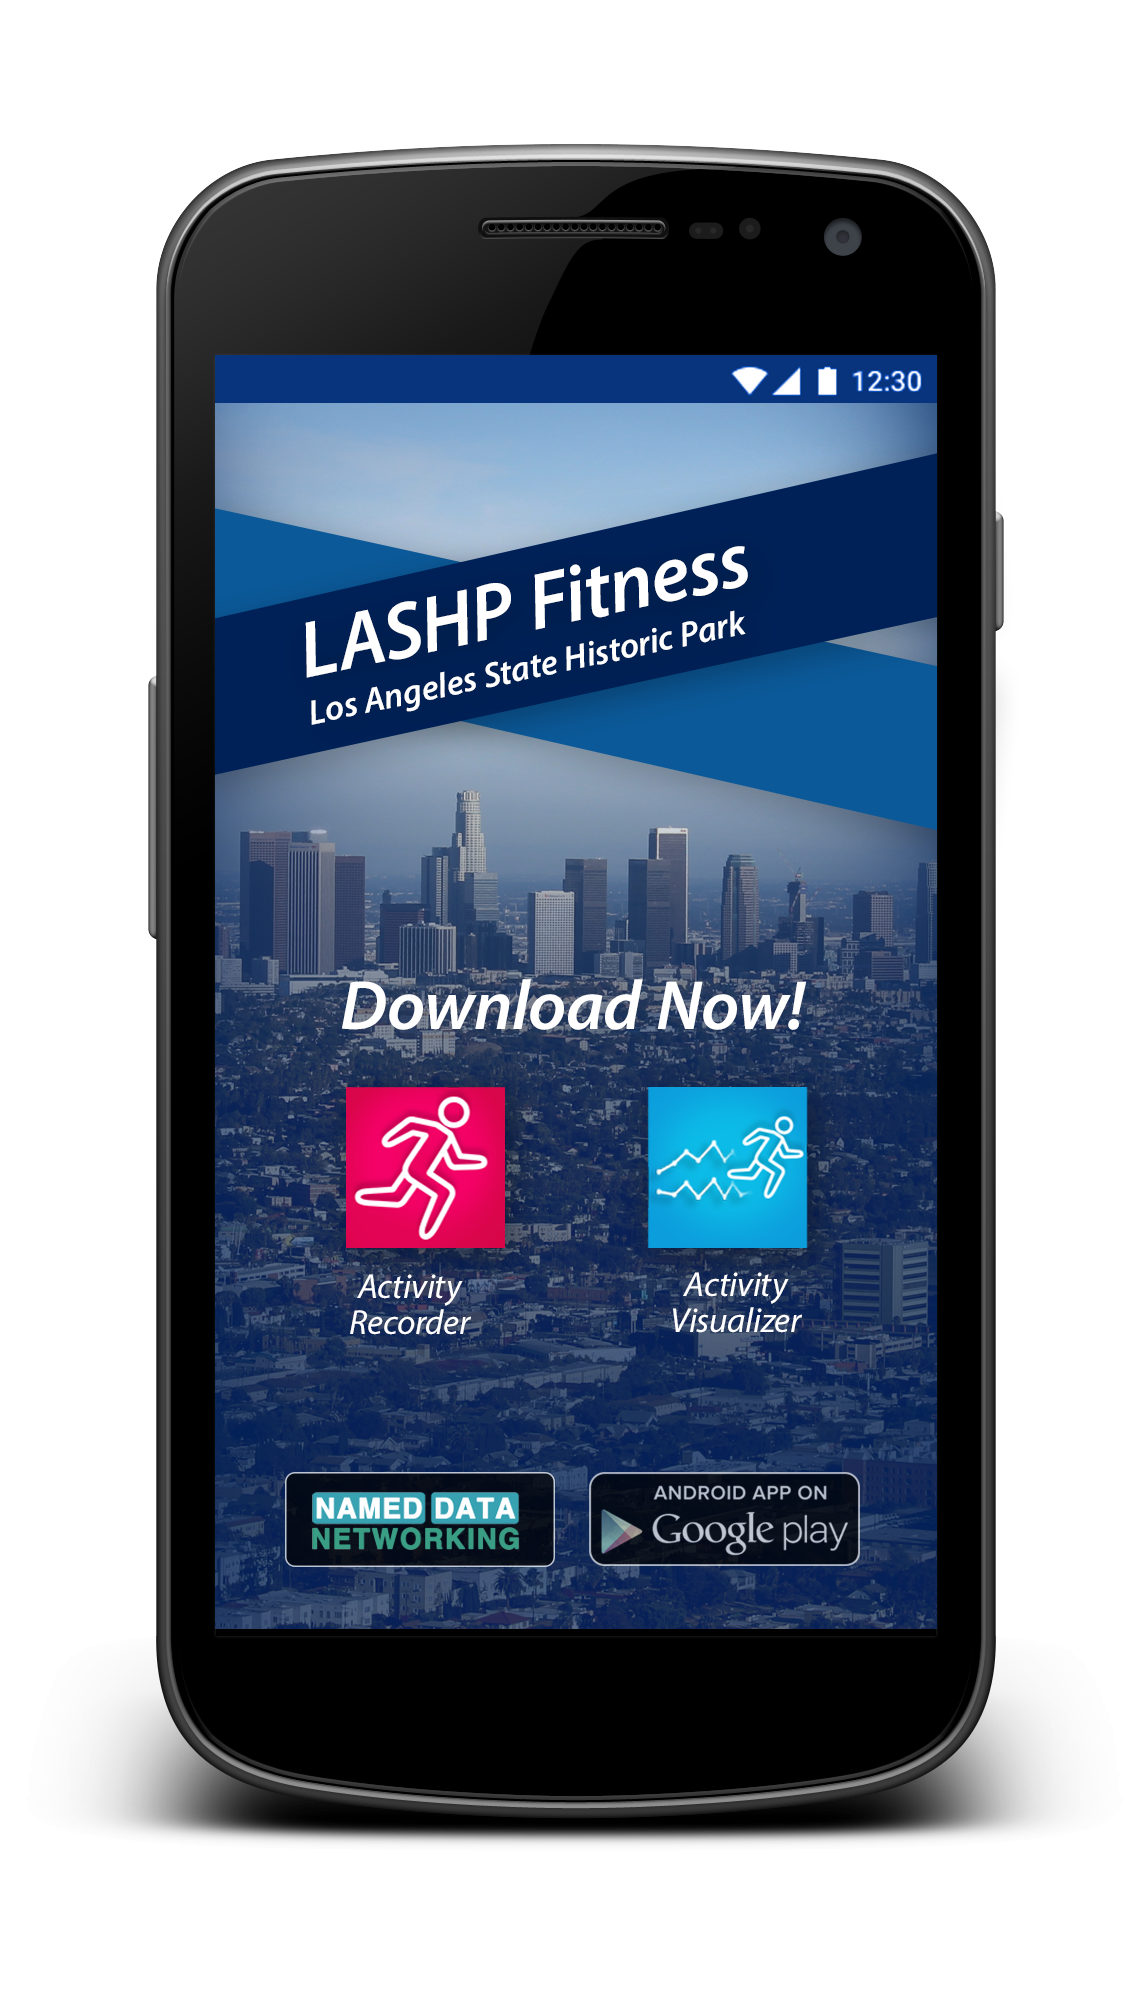 12:30
LASHP Fitness
Los Angeles State Historic Park
Download Now!
Activity
Recorder
Activity
Visualizer
NAMED DATA
NETWORKING
ANDROID APP ON
Google play